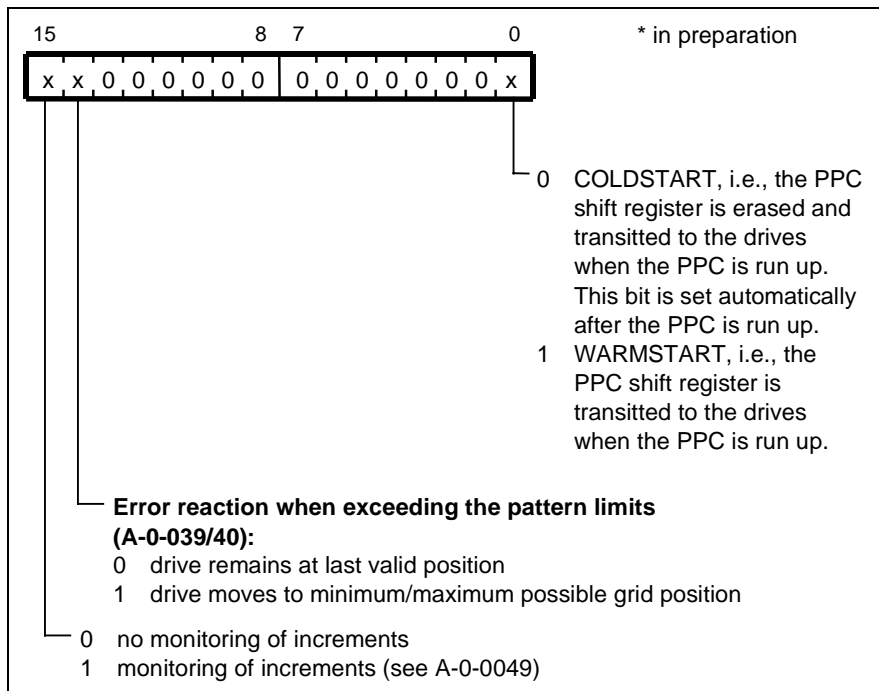 15 8 7 0 * in preparation
x x 0 0 0 0 0 0 0 0 0 0 0 0 0 x
0 COLDSTART, i.e., the PPC
shift register is erased and
transitted to the drives
when the PPC is run up.
This bit is set automatically
after the PPC is run up.
1 WARMSTART, i.e., the
PPC shift register is
transitted to the drives
when the PPC is run up.
Error reaction when exceeding the pattern limits
(A-0-039/40):
0 drive remains at last valid position
1 drive moves to minimum/maximum possible grid position
0 no monitoring of increments
1 monitoring of increments (see A-0-0049)